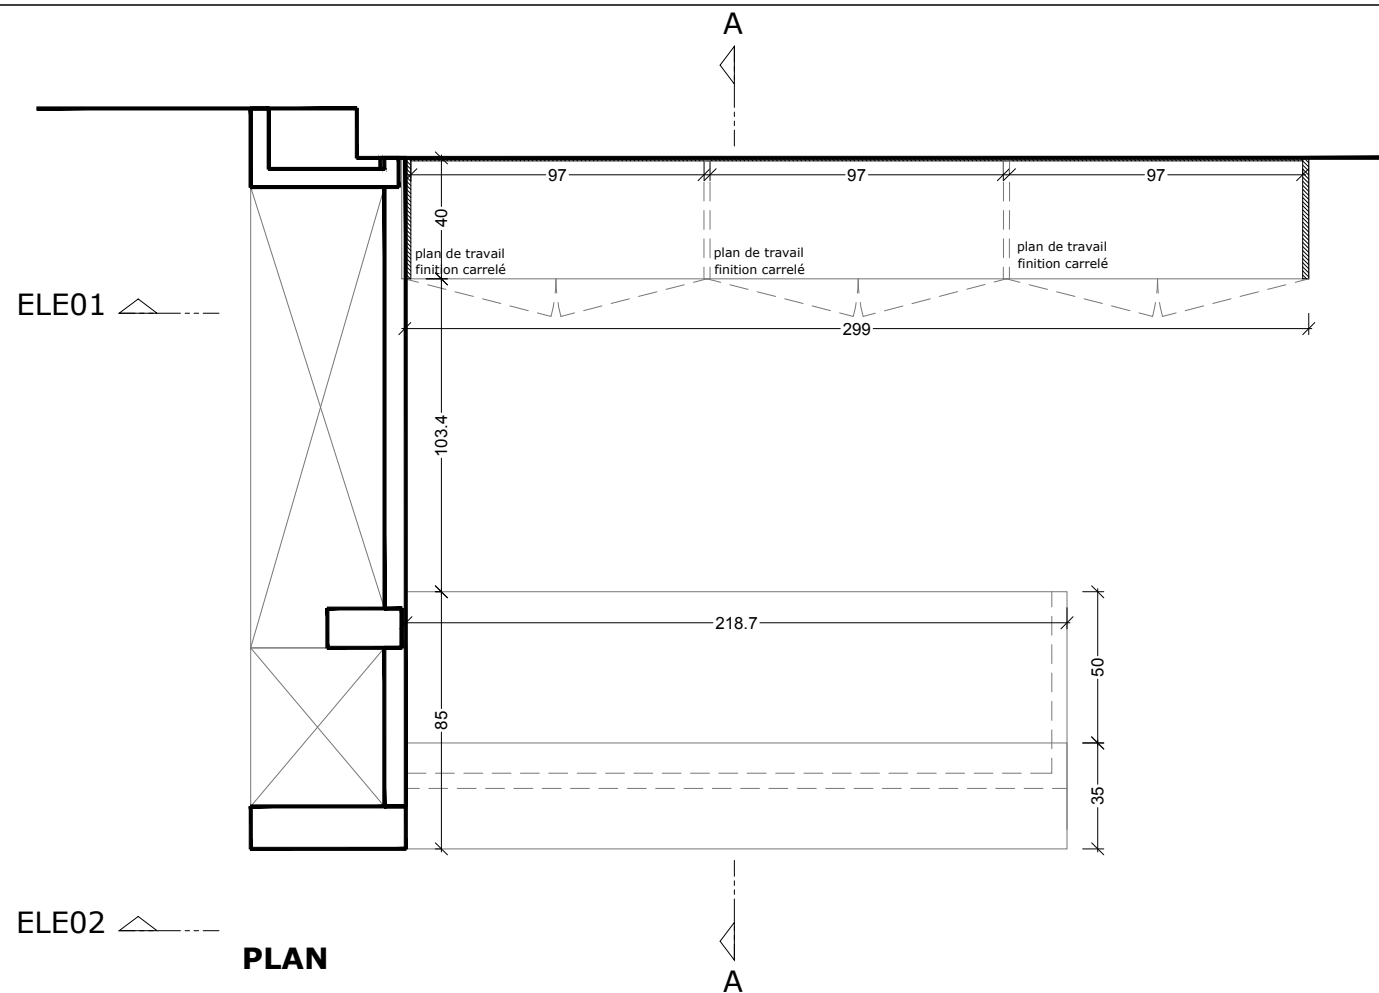 A
97
97
97
40
plan de travail
finition carrelé
plan de travail
finition carrelé
plan de travail
finition carrelé
ELE01
299
103.4
218.7
50
85
35
ELE02
PLAN
A